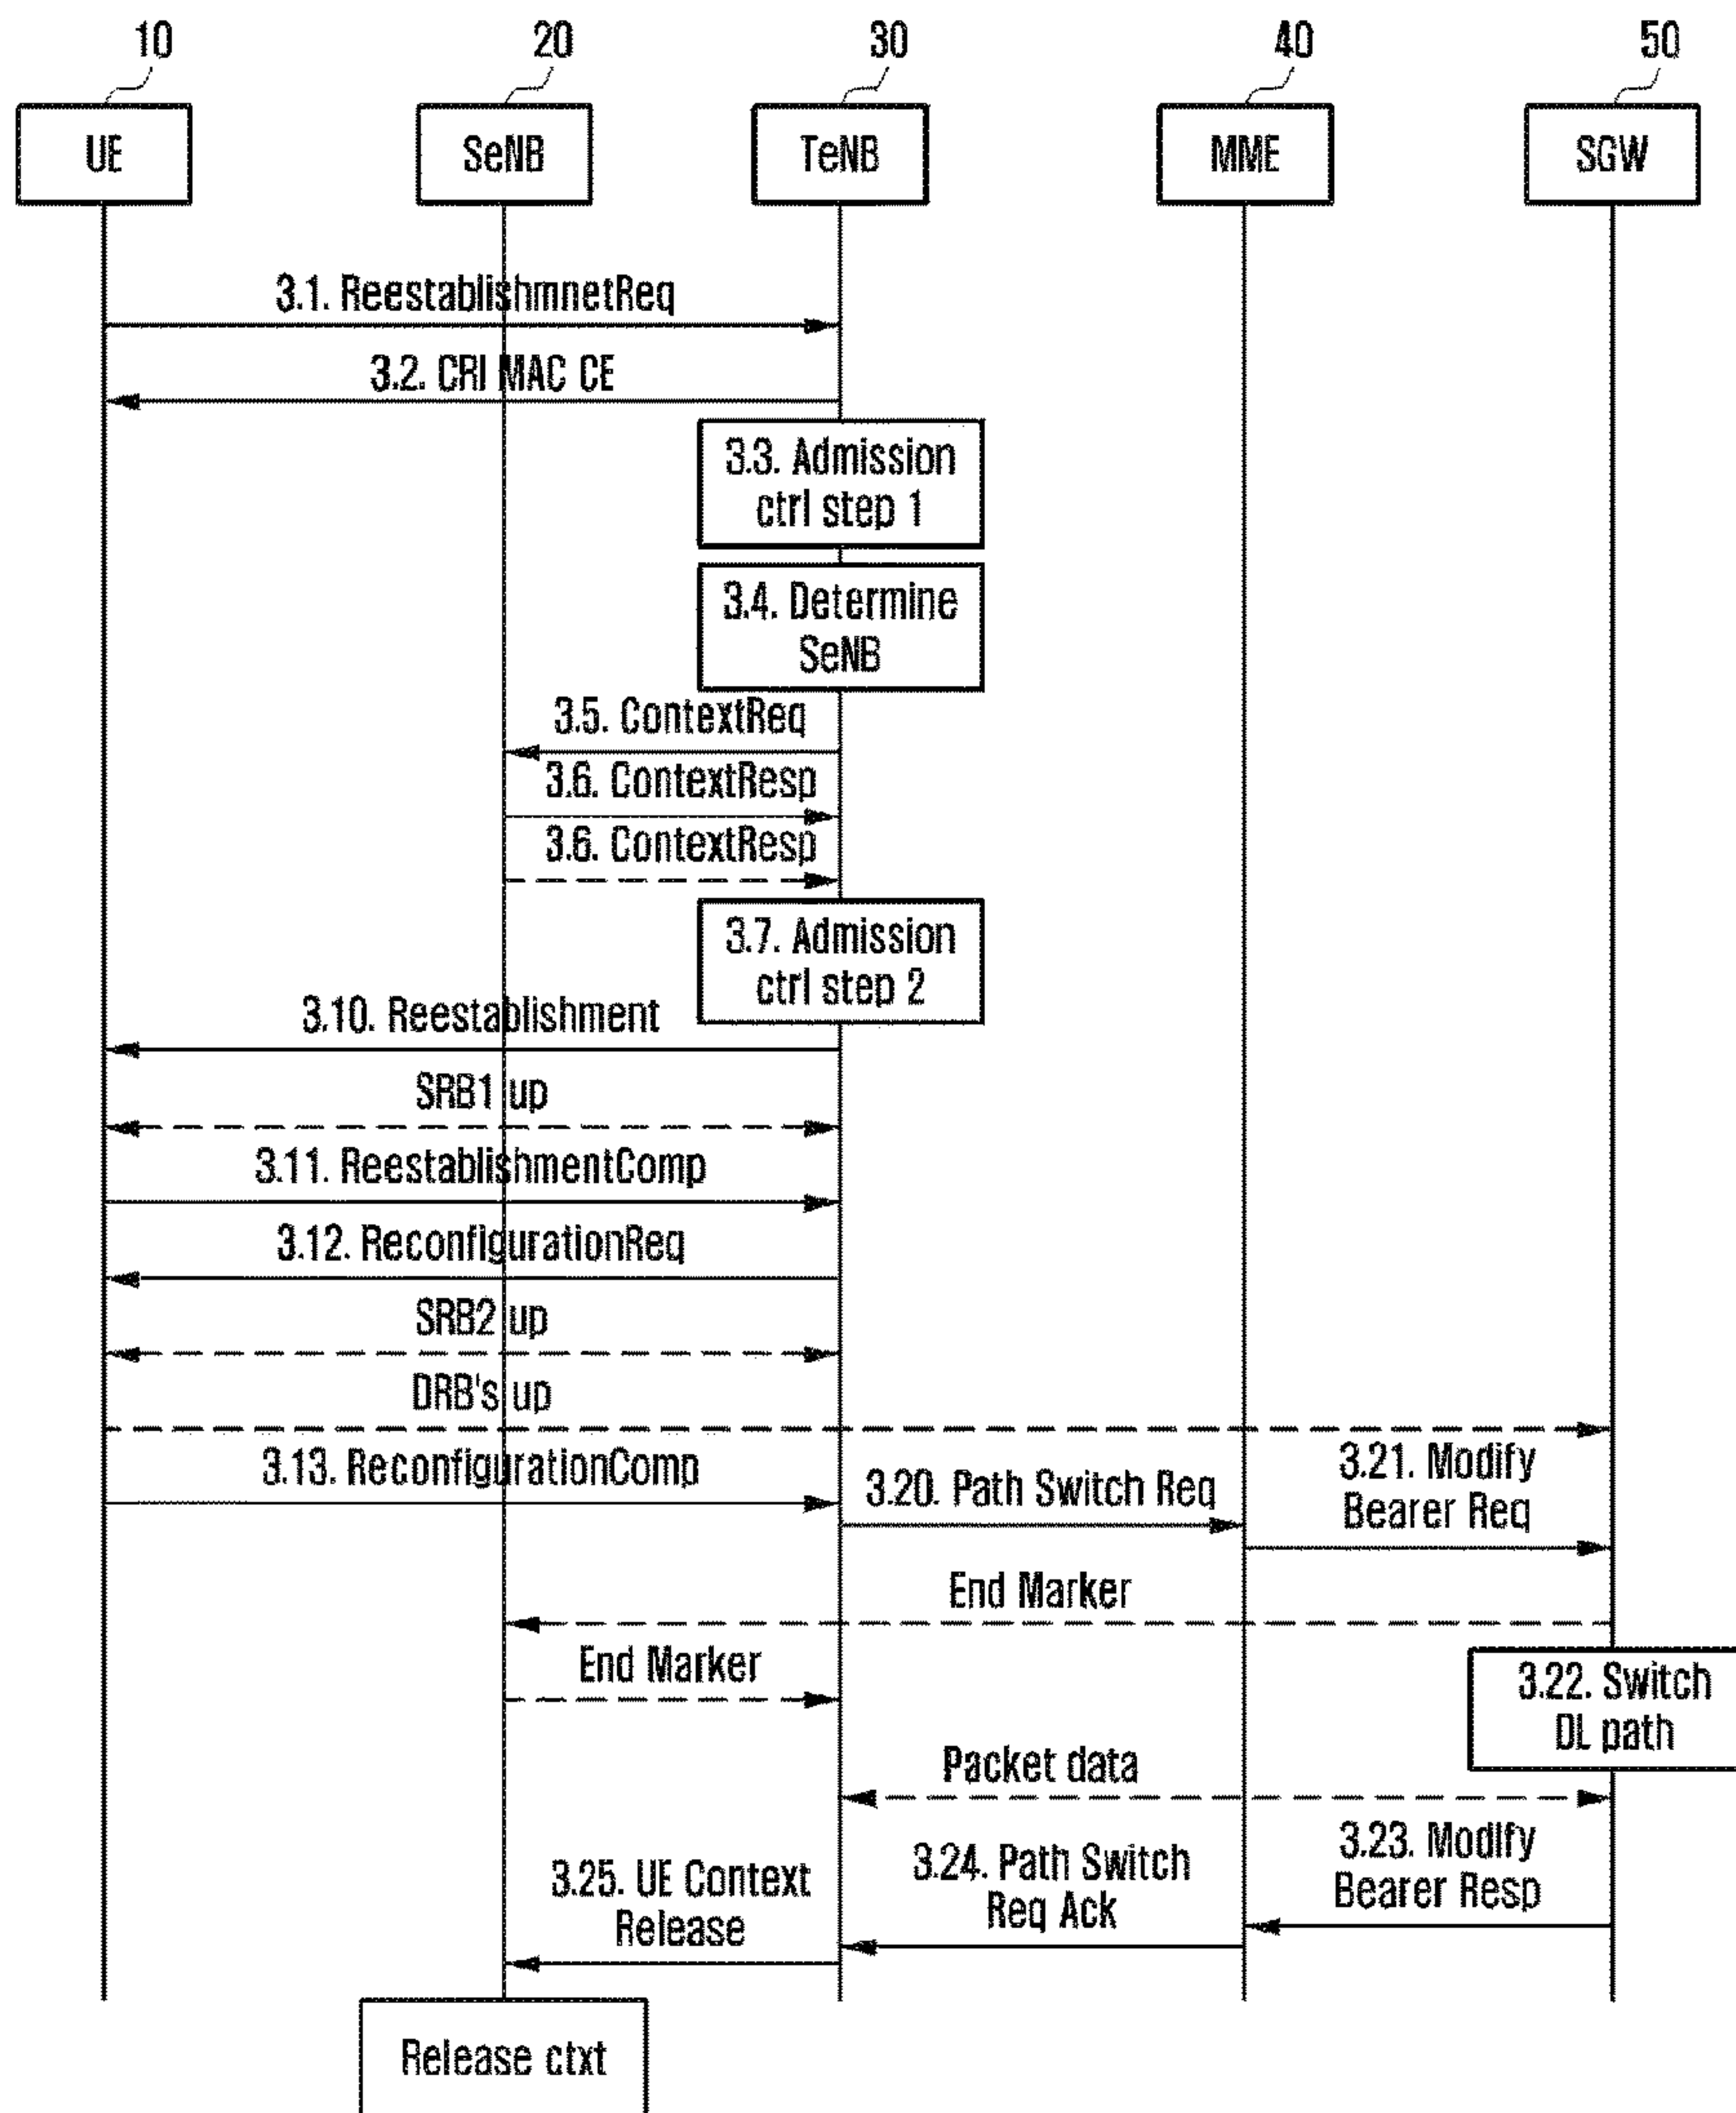 10
20
30
40
50
UE
SeNB
TeNB
MME
SGW
3.1. ReestablishmnetReq
3.2. CRI MAC CE
3.3. Admission
ctrl step 1
3.4. Determine
SeNB
3.5. ContextReq
3.6. ContextResp
3.6. ContextResp
3.7. Admission
ctrl step 2
3.10. Reestablishment
SRB1 up
3.11. ReestablishmentComp
3.12. ReconfigurationReq
SRB2 up
DRB's up
3.13. ReconfigurationComp
3.20. Path Switch Req
3.21. Modify
Bearer Req
End Marker
End Marker
3.22. Switch
DL path
Packet data
3.23. Modify
Bearer Resp
3.24. Path Switch
Req Ack
3.25. UE Context
Release
Release ctxt